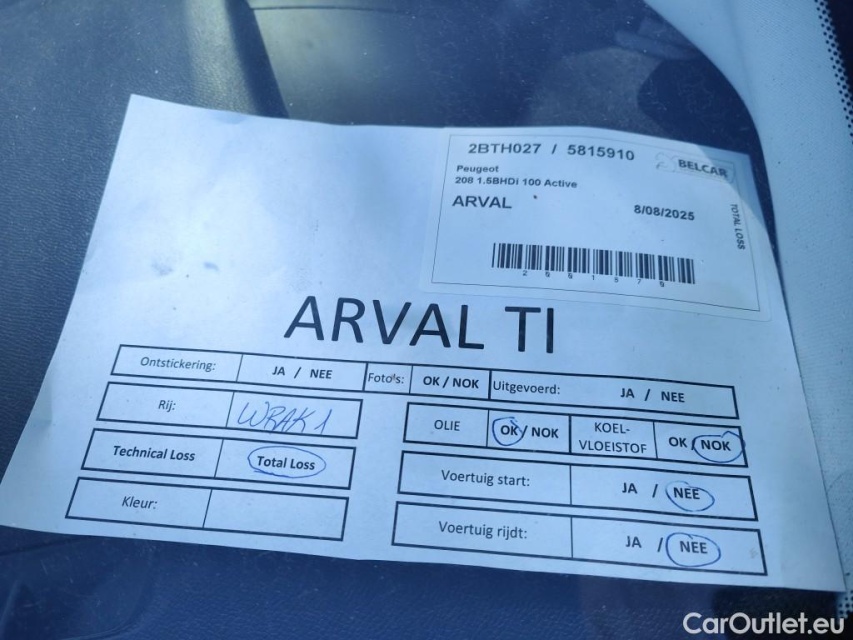 2BTH027 / 5815910
BELCAR
Peugeot
208 1.5BHDi 100 Active
ARVAL
8/08/2025
TOTAL LOSS
ARVAL TI
Ontstickering: JA / NEE Foto's: OK / NOK Uitgevoerd: JA / NEE
Rij: WRAK 1
OLIE OK / NOK KOEL-VLOEISTOF OK / NOK
Technical Loss Total Loss
Voertuig start: JA / NEE
Kleur:
Voertuig rijdt: JA / NEE
CarOutlet.eu